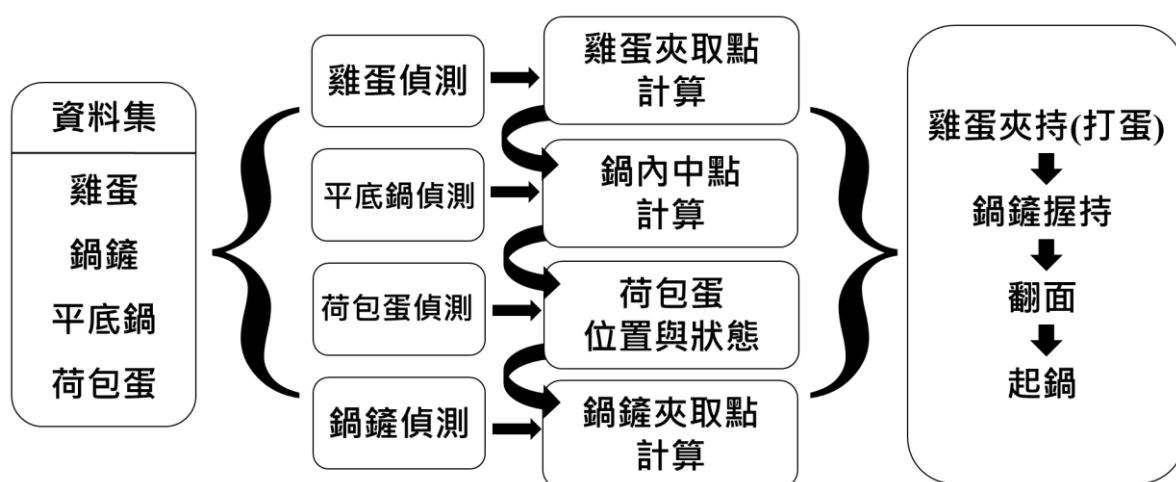 資料集
雞蛋
鍋鏟
平底鍋
荷包蛋
雞蛋偵測
平底鍋偵測
荷包蛋偵測
鍋鏟偵測
雞蛋夾取點
計算
鍋內中點
計算
荷包蛋
位置與狀態
鍋鏟夾取點
計算
雞蛋夾持(打蛋)
鍋鏟握持
翻面
起鍋